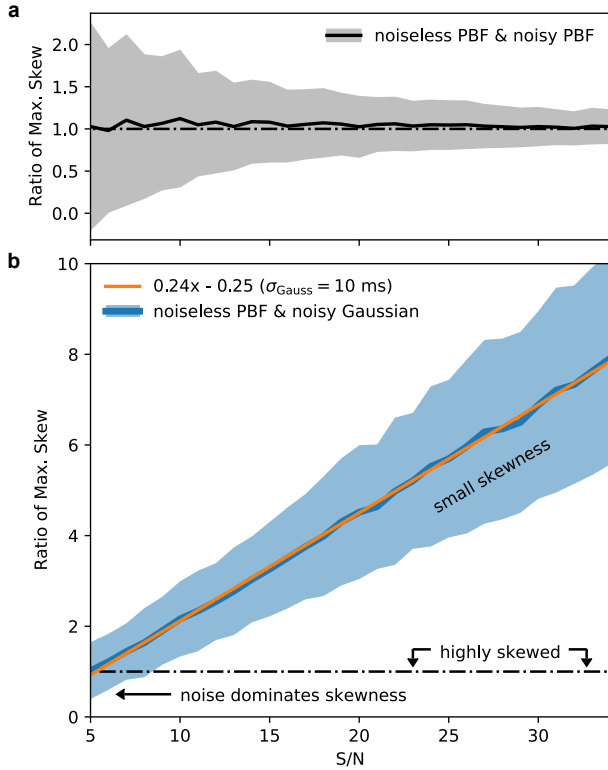 a
noiseless PBF & noisy PBF
Ratio of Max. Skew
2.0
1.5
1.0
0.5
0.0
b
0.24x - 0.25 (σGauss = 10 ms)
noiseless PBF & noisy Gaussian
Ratio of Max. Skew
10
8
6
4
2
0
small skewness
highly skewed
noise dominates skewness
5 10 15 20 25 30
S/N